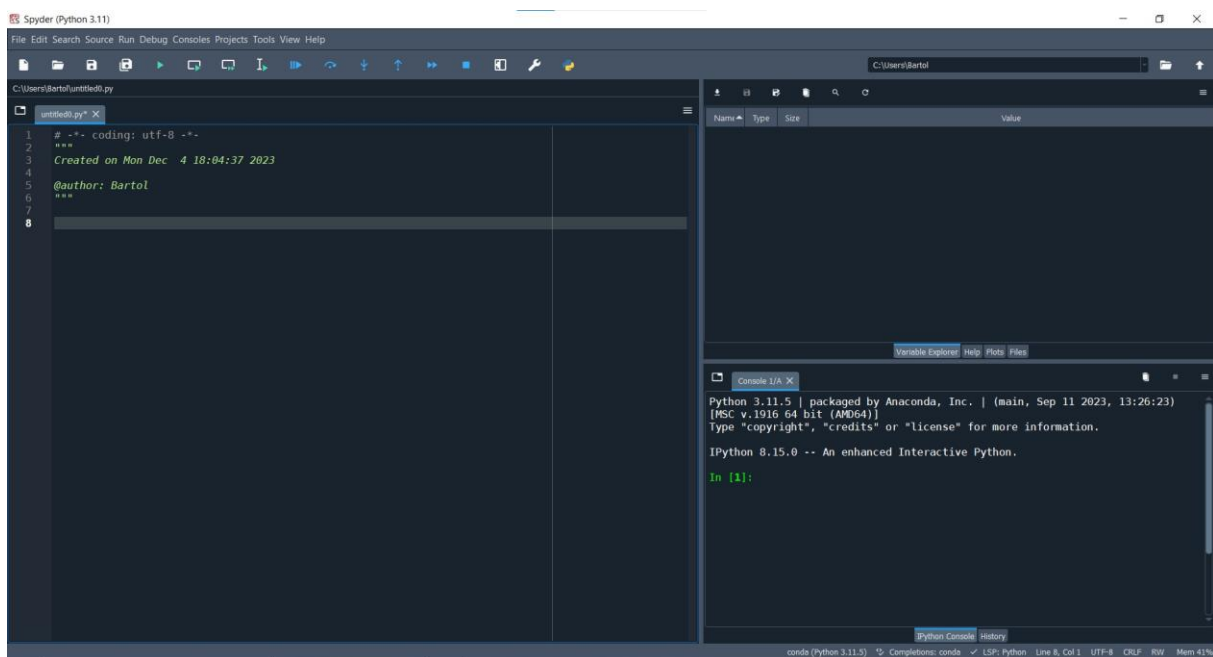 Spyder (Python 3.11)
File Edit Search Source Run Debug Consoles Projects Tools View Help
C:\Users\Bartol
C:\Users\Bartol\untitled0.py
untitled0.py*
1 # -*- coding: utf-8 -*-
2 """
3 Created on Mon Dec  4 18:04:37 2023
4
5 @author: Bartol
6 """
7
8
Name Type Size Value
Variable Explorer Help Plots Files
Console 1/A
Python 3.11.5 | packaged by Anaconda, Inc. | (main, Sep 11 2023, 13:26:23)
[MSC v.1916 64 bit (AMD64)]
Type "copyright", "credits" or "license" for more information.
IPython 8.15.0 -- An enhanced Interactive Python.
In [1]:
IPython Console History
conda (Python 3.11.5) Completions: conda LSP: Python Line 8, Col 1 UTF-8 CRLF RW Mem 41%